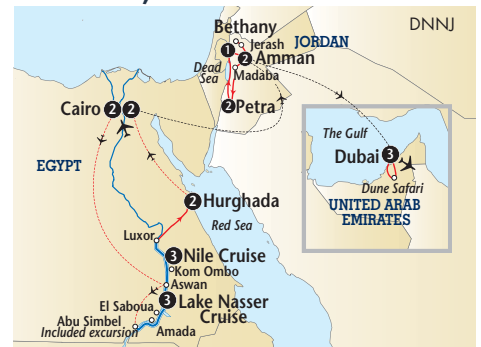 DNNJ
Bethany
JORDAN
Jerash
1
2
Amman
Dead
Sea
Madaba
2
Petra
Cairo
2
2
The Gulf
3
Dubai
Dune Safari
UNITED ARAB
EMIRATES
EGYPT
2
Hurghada
Red Sea
Luxor
3
Nile Cruise
Kom Ombo
Aswan
3
Lake Nasser
Cruise
El Saboua
Abu Simbel
Included excursion
Amada